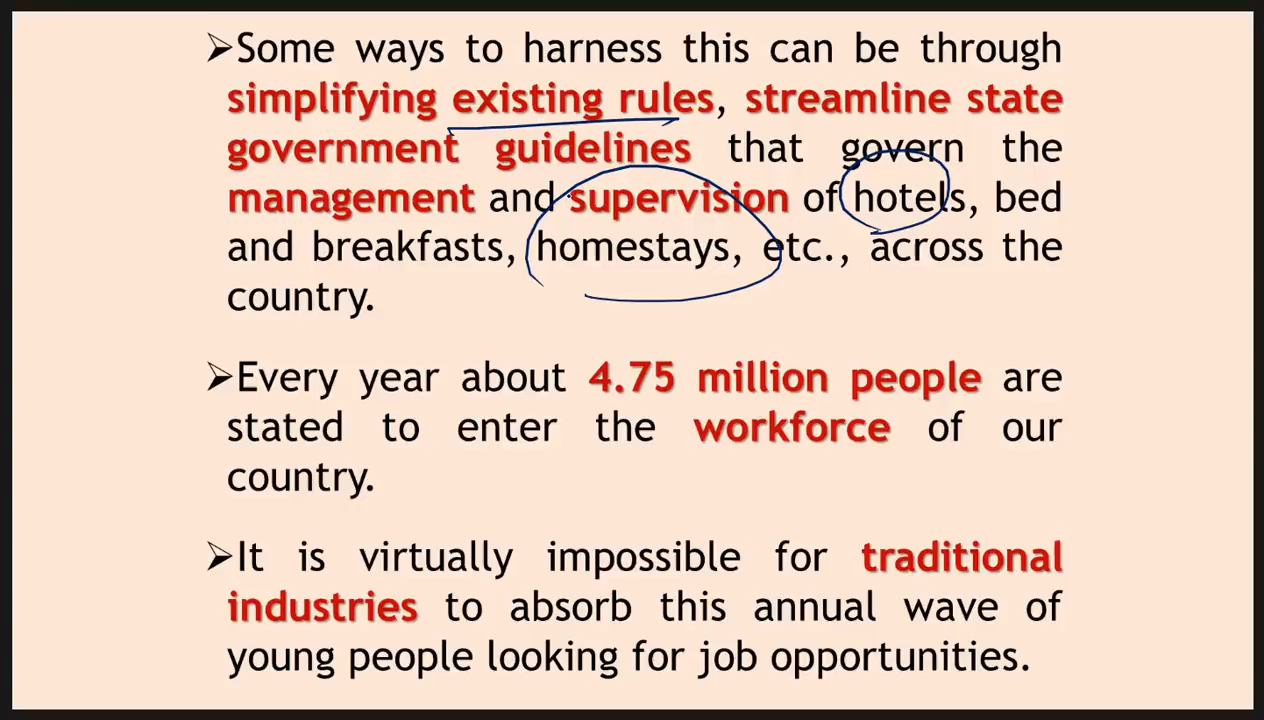 ➢Some ways to harness this can be through
simplifying existing rules, streamline state
government guidelines that govern the
management and supervision of hotels, bed
and breakfasts, homestays, etc., across the
country.
➢Every year about 4.75 million people are
stated to enter the workforce of our
country.
➢It is virtually impossible for traditional
industries to absorb this annual wave of
young people looking for job opportunities.